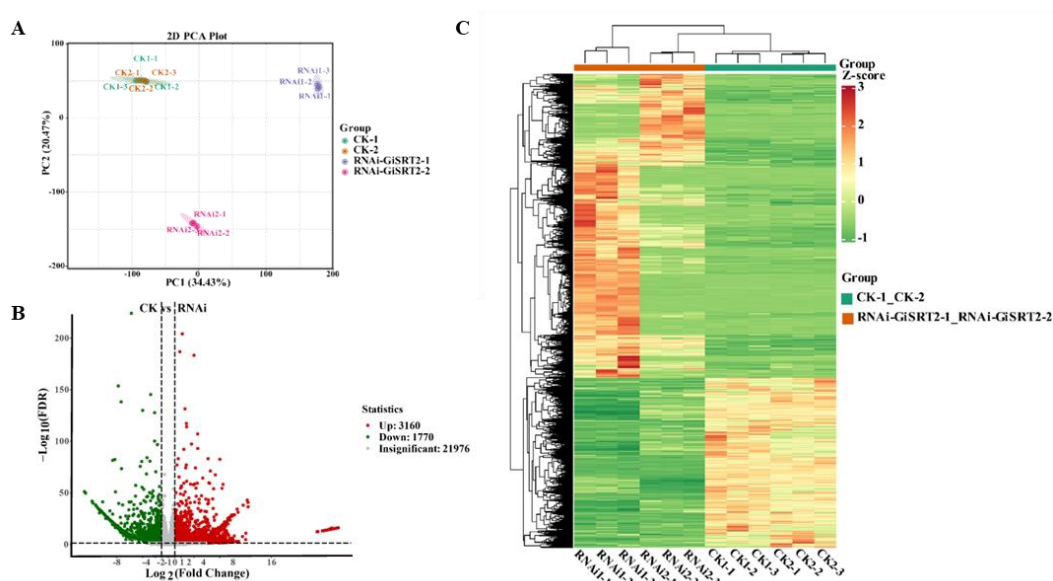 A
2D PCA Plot
100
0
-100
-200
PC2 (20.47%)
CK1-1
CK2-1
CK2-3
CK1-3
CK2-2
RNAi1-3
RNAi1-2
RNAi2-1
RNAi2-1
RNAi2-2
-100
0
100
200
PC1 (34.43%)
Group
CK-1
CK-2
RNAi-GiSRT2-1
RNAi-GiSRT2-2
B
CK vs RNAi
200
150
100
50
0
−Log10(FDR)
-8
-2
-1
0
1
2
4
8
16
Log2(Fold Change)
Statistics
Up: 3160
Down: 1770
Insignificant: 21976
C
Group
Z-score
3
2
1
0
-1
Group
CK-1_CK-2
RNAi-GiSRT2-1_RNAi-GiSRT2-2
CK1-1
CK1-2
CK1-3
CK2-1
CK2-2
CK2-3